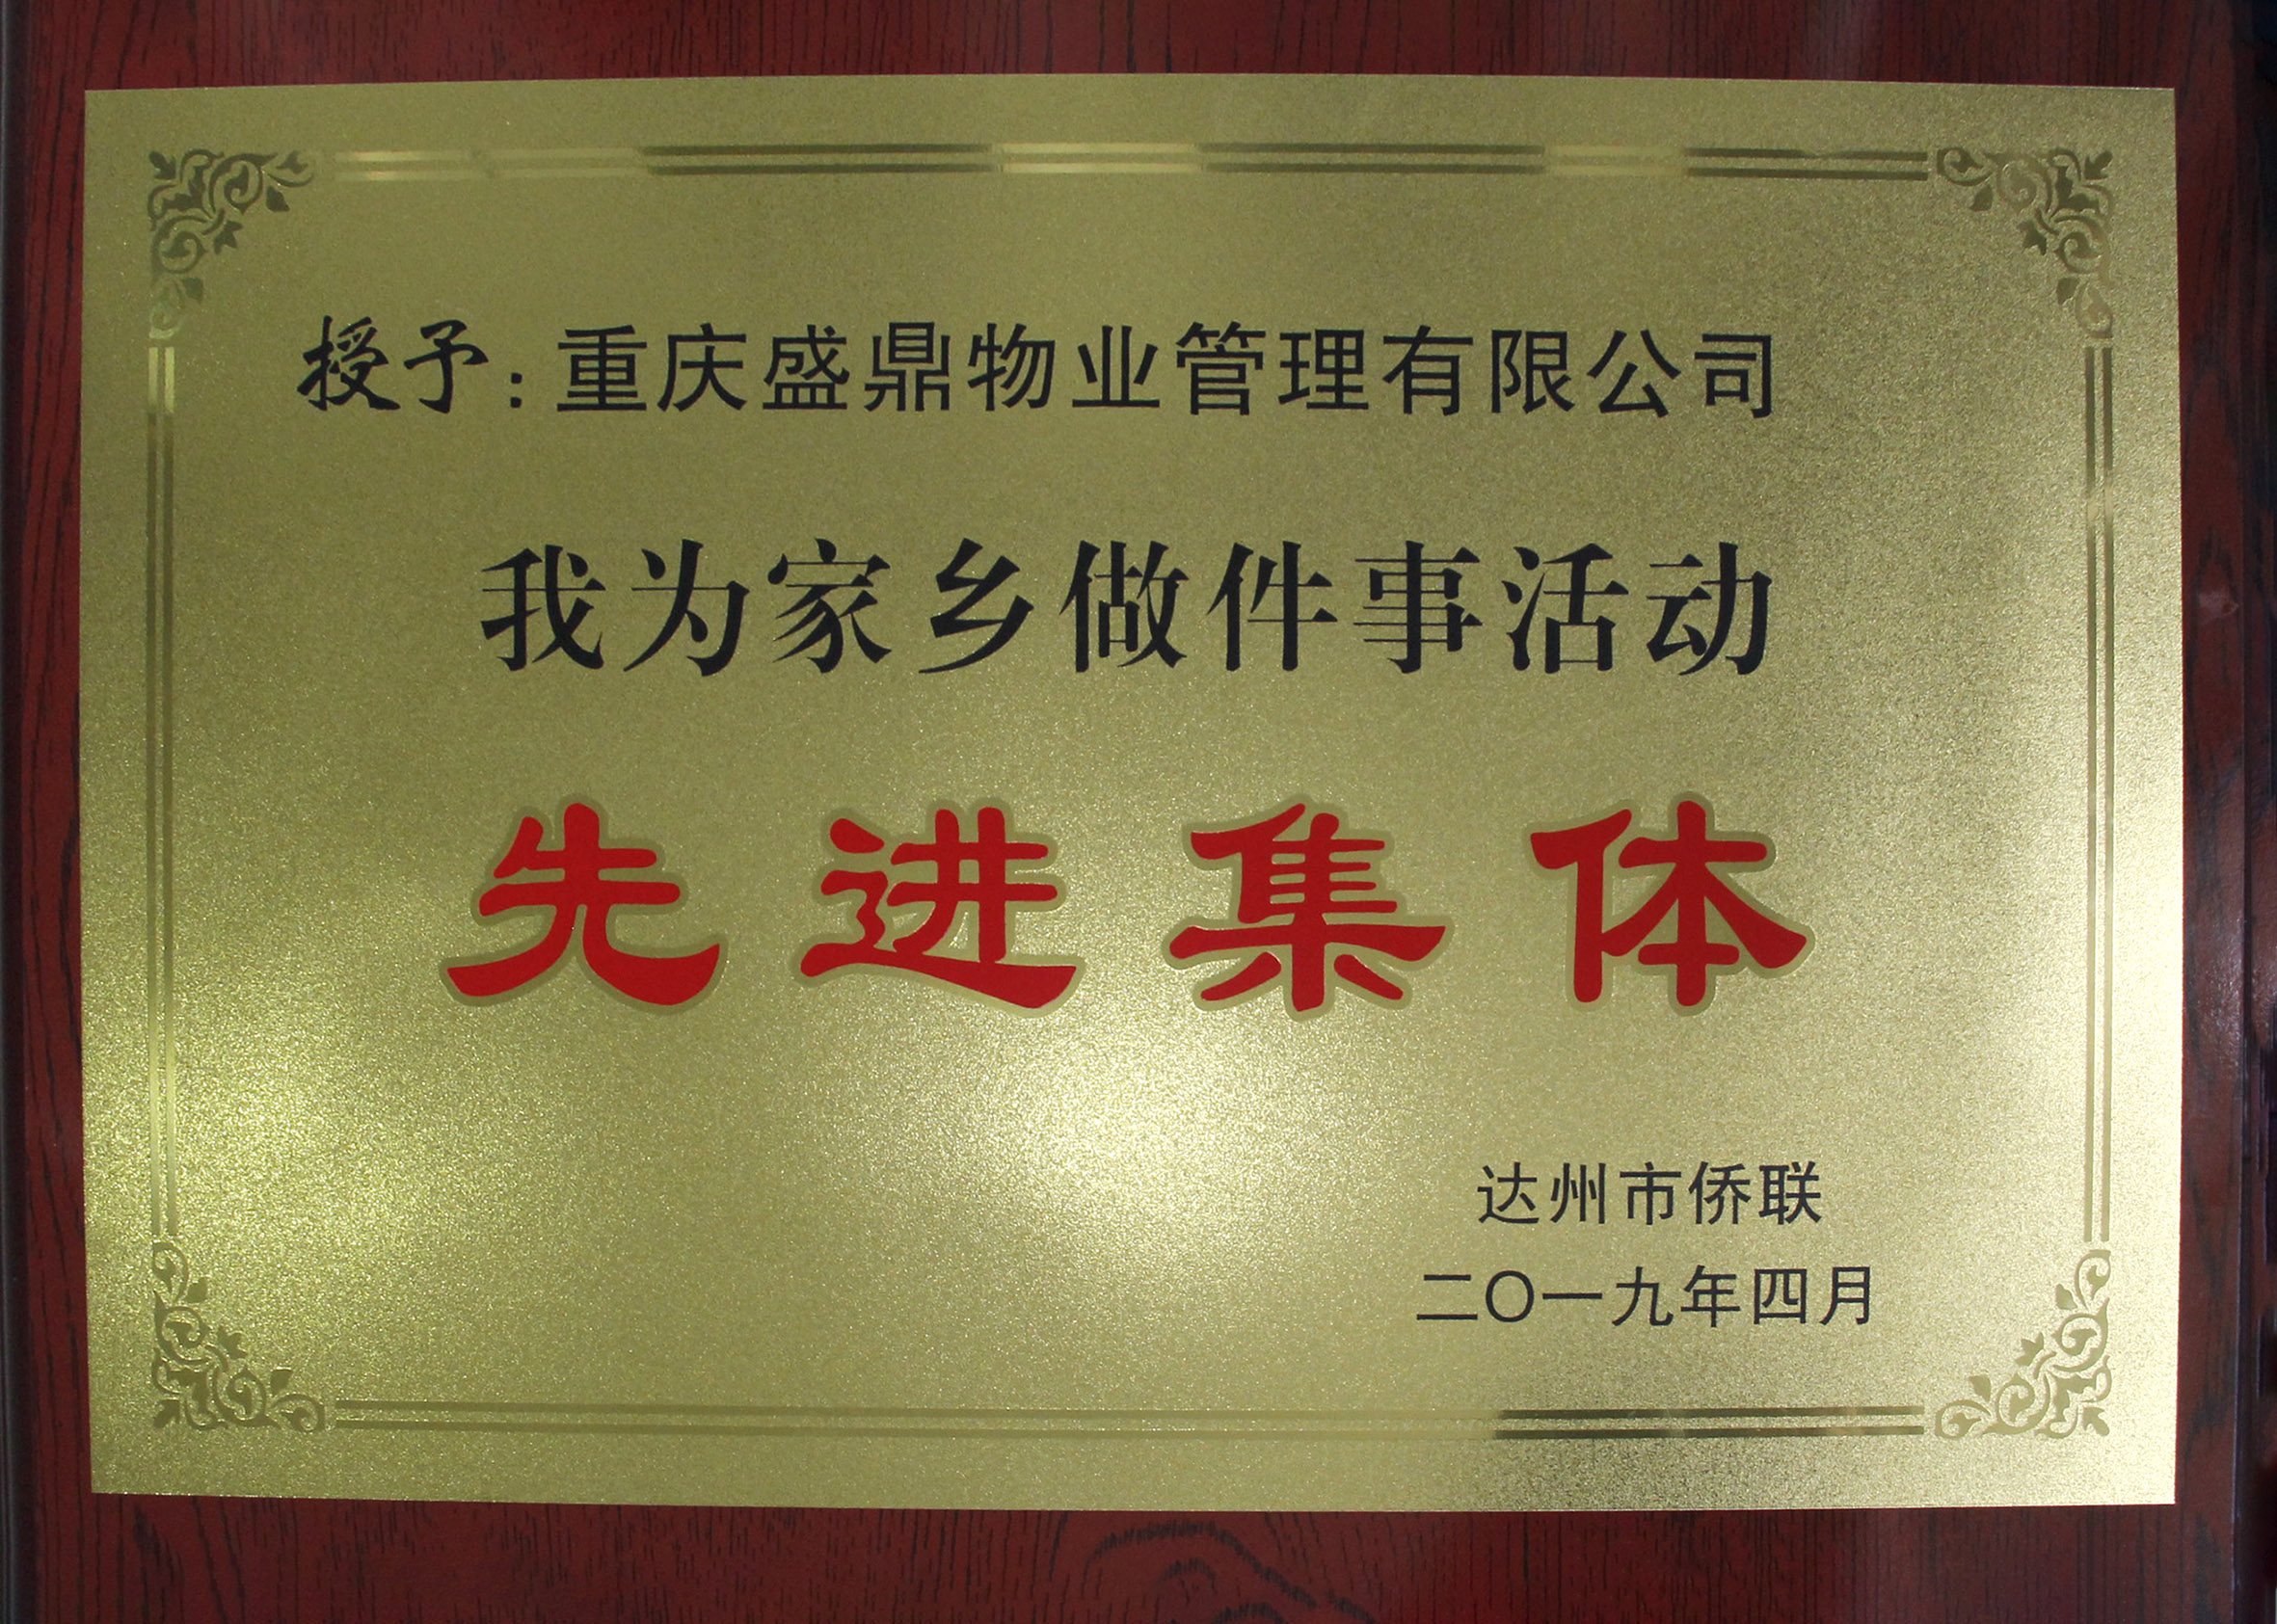 授予:重庆盛鼎物业管理有限公司
我为家乡做件事活动
先进集体
达州市侨联
二〇一九年四月